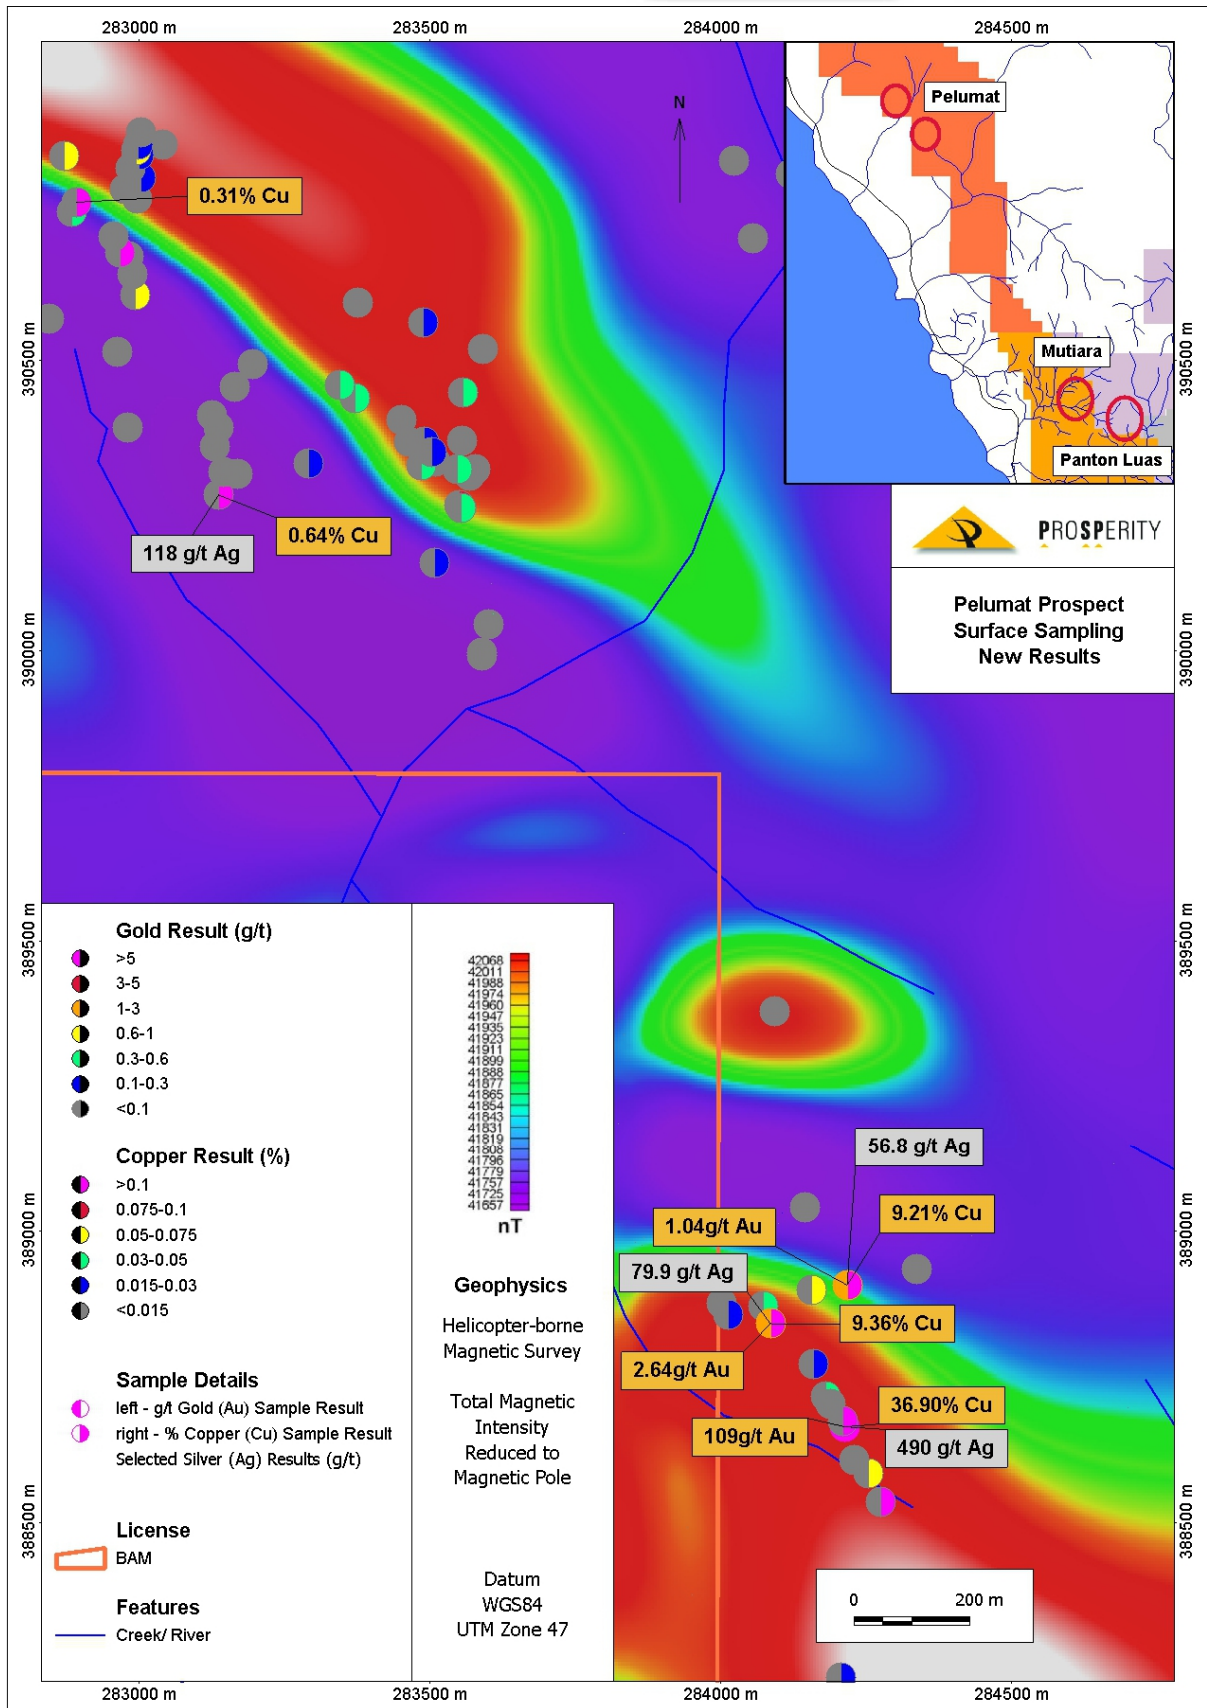 283000 m
283500 m
284000 m
284500 m
390500 m
390000 m
389500 m
389000 m
388500 m
N
Pelumat
Mutiara
Panton Luas
0.31% Cu
0.64% Cu
118 g/t Ag
PROSPERITY
Pelumat Prospect
Surface Sampling
New Results
390500 m
390000 m
389500 m
389000 m
388500 m
56.8 g/t Ag
9.21% Cu
1.04g/t Au
79.9 g/t Ag
9.36% Cu
2.64g/t Au
36.90% Cu
109g/t Au
490 g/t Ag
Gold Result (g/t)
>5
3-5
1-3
0.6-1
0.3-0.6
0.1-0.3
<0.1
Copper Result (%)
>0.1
0.075-0.1
0.05-0.075
0.03-0.05
0.015-0.03
<0.015
Sample Details
left - g/t Gold (Au) Sample Result
right - % Copper (Cu) Sample Result
Selected Silver (Ag) Results (g/t)
License
BAM
Features
Creek/ River
42068
42011
41988
41974
41960
41947
41935
41923
41911
41899
41888
41877
41865
41854
41843
41831
41819
41808
41796
41779
41757
41725
41657
nT
Geophysics
Helicopter-borne
Magnetic Survey
Total Magnetic
Intensity
Reduced to
Magnetic Pole
Datum
WGS84
UTM Zone 47
0 200 m
283000 m
283500 m
284000 m
284500 m